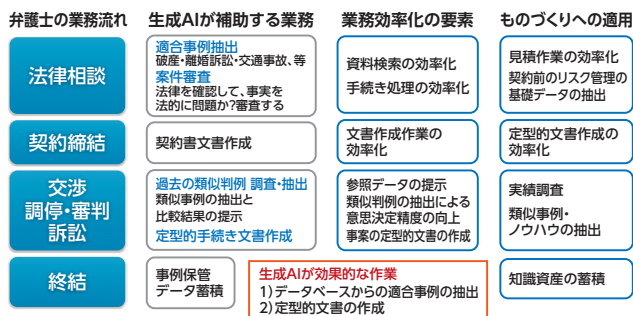 弁護士の業務流れ
生成AIが補助する業務
業務効率化の要素
ものづくりへの適用
法律相談
適合事例抽出
破産・離婚訴訟・交通事故、等
案件審査
法律を確認して、事実を
法的に問題か?審査する
資料検索の効率化
手続き処理の効率化
見積作業の効率化
契約前のリスク管理の
基礎データの抽出
契約締結
契約書文書作成
文書作成作業の
効率化
定型的文書作成の
効率化
交渉
調停・審判
訴訟
過去の類似判例 調査・抽出
類似事例の抽出と
比較結果の提示
定型的手続き文書作成
参照データの提示
類似判例の抽出による
意思決定精度の向上
事案の定型的文書の作成
実績調査
類似事例・
ノウハウの抽出
終結
事例保管
データ蓄積
生成AIが効果的な作業
1)データベースからの適合事例の抽出
2)定型的文書の作成
知識資産の蓄積